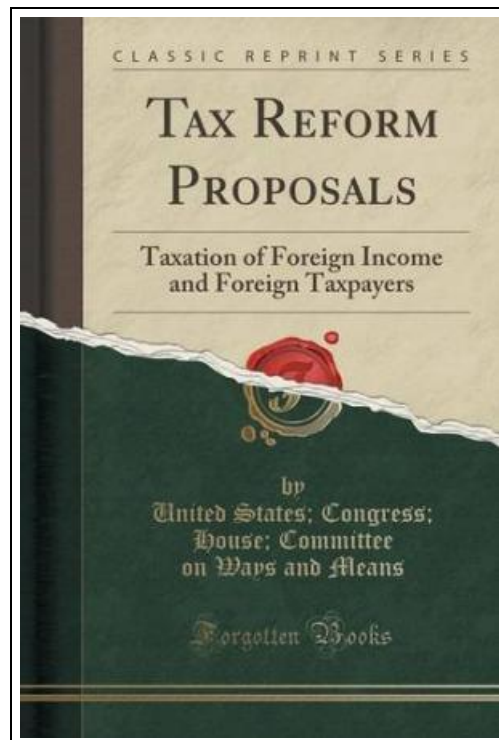 CLASSIC REPRINT SERIES
TAX REFORM
PROPOSALS
Taxation of Foreign Income
and Foreign Taxpayers
F
by
United States; Congress;
House; Committee
on Ways and Means
Forgotten Books